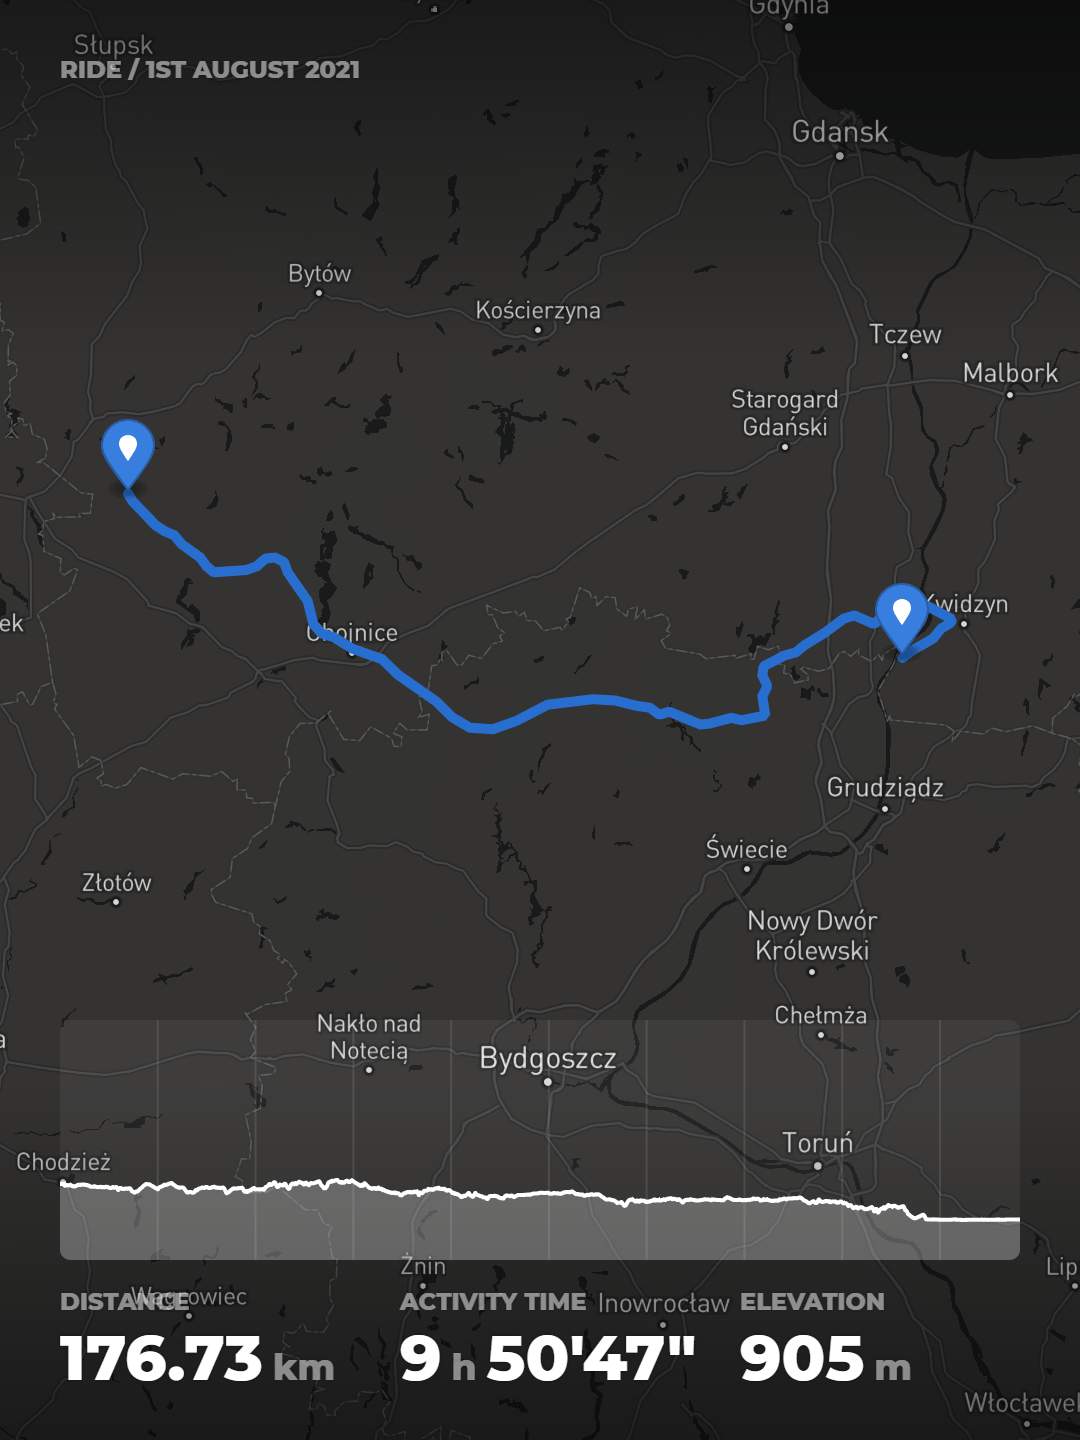 Gdynia
Słupsk
RIDE / 1ST AUGUST 2021
Gdańsk
Bytów
Kościerzyna
Tczew
Malbork
Starogard
Gdański
Kwidzyn
ek
Chojnice
Grudziądz
Świecie
Złotów
Nowy Dwór
Królewski
Chełmża
Nakło nad
Notecią
a
Bydgoszcz
Toruń
Chodzież
Żnin
Lip
Wągrowiec
DISTANCE
ACTIVITY TIME
Inowrocław
ELEVATION
176.73 km
9 h 50'47"
905 m
Włocławek